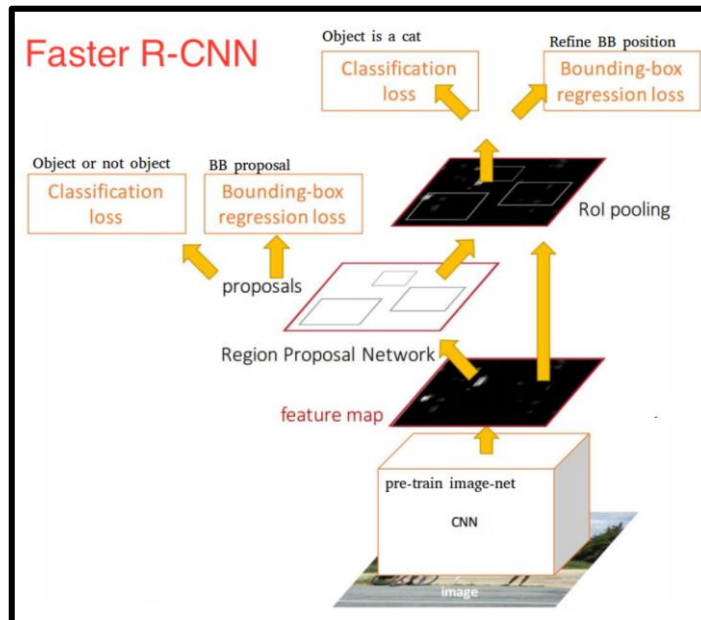 Faster R-CNN
Object is a cat
Classification
loss
Refine BB position
Bounding-box
regression loss
Object or not object
Classification
loss
BB proposal
Bounding-box
regression loss
RoI pooling
proposals
Region Proposal Network
feature map
pre-train image-net
CNN
image